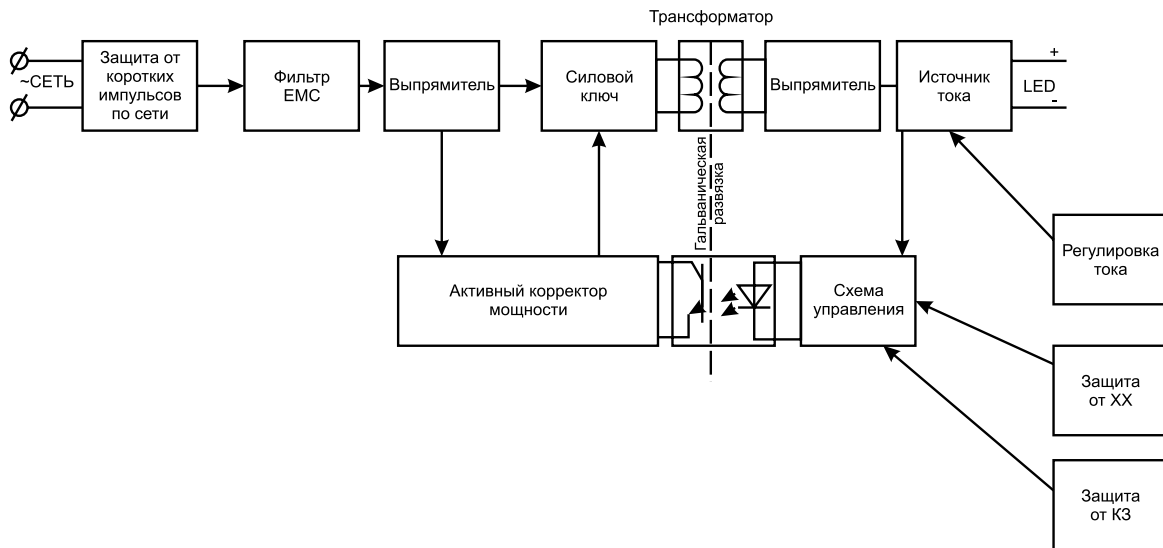 Трансформатор
~СЕТЬ
Защита от
коротких
импульсов
по сети
Фильтр
EMC
Выпрямитель
Силовой
ключ
Выпрямитель
Источник
тока
+
LED
-
Гальваническая
развязка
Активный корректор
мощности
Схема
управления
Регулировка
тока
Защита
от ХХ
Защита
от КЗ